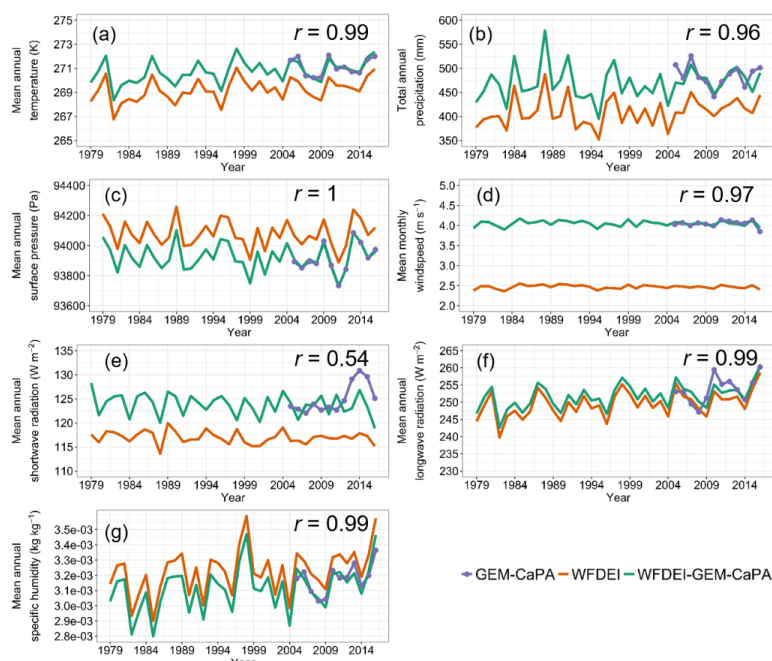 (a)
r = 0.99
Mean annual
temperature (K)
275
273
271
269
267
265
1979 1984 1989 1994 1999 2004 2009 2014
Year
(b)
r = 0.96
Total annual
precipitation (mm)
600
550
500
450
400
350
1979 1984 1989 1994 1999 2004 2009 2014
Year
(c)
r = 1
Mean annual
surface pressure (Pa)
94400
94200
94000
93800
93600
1979 1984 1989 1994 1999 2004 2009 2014
Year
(d)
r = 0.97
Mean monthly
windspeed (m s⁻¹)
5.0
4.5
4.0
3.5
3.0
2.5
2.0
1979 1984 1989 1994 1999 2004 2009 2014
Year
(e)
r = 0.54
Mean annual
shortwave radiation (W m⁻²)
135
130
125
120
115
110
1979 1984 1989 1994 1999 2004 2009 2014
Year
(f)
r = 0.99
Mean annual
longwave radiation (W m⁻²)
265
260
255
250
245
240
235
230
1979 1984 1989 1994 1999 2004 2009 2014
Year
(g)
r = 0.99
Mean annual
specific humidity (kg kg⁻¹)
3.5e-03
3.4e-03
3.2e-03
3.1e-03
3.0e-03
2.9e-03
2.8e-03
1979 1984 1989 1994 1999 2004 2009 2014
Year
GEM-CaPA WFDEI WFDEI-GEM-CaPA